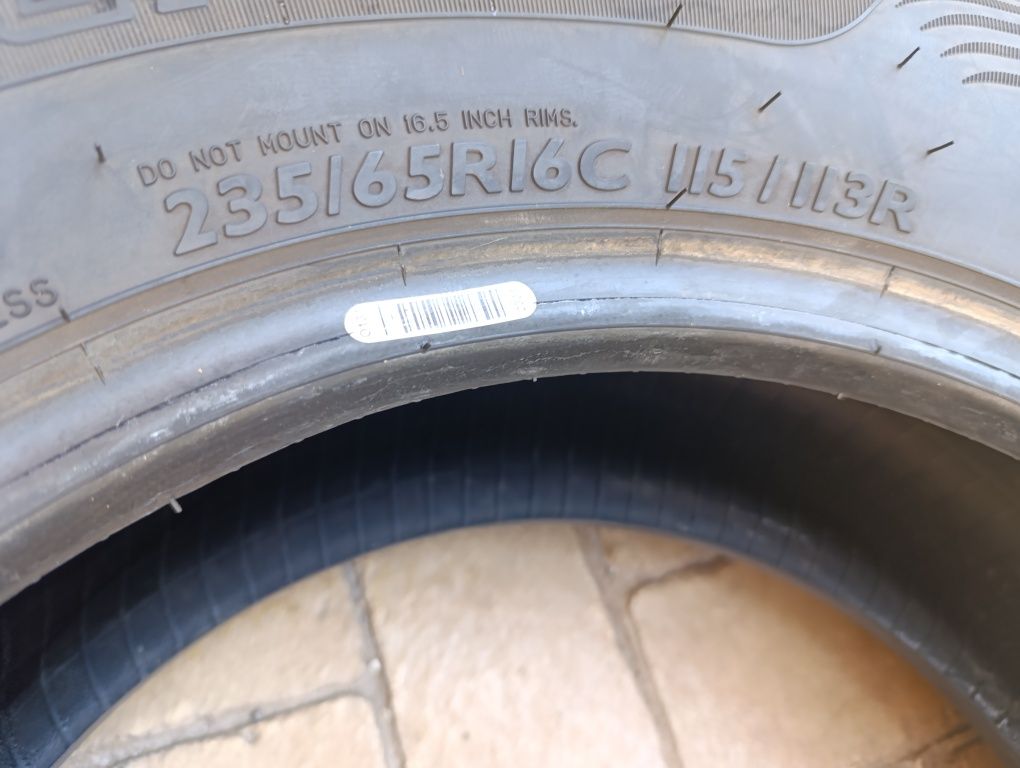 DO NOT MOUNT ON 16.5 INCH RIMS.
235/65R16C 115/113R